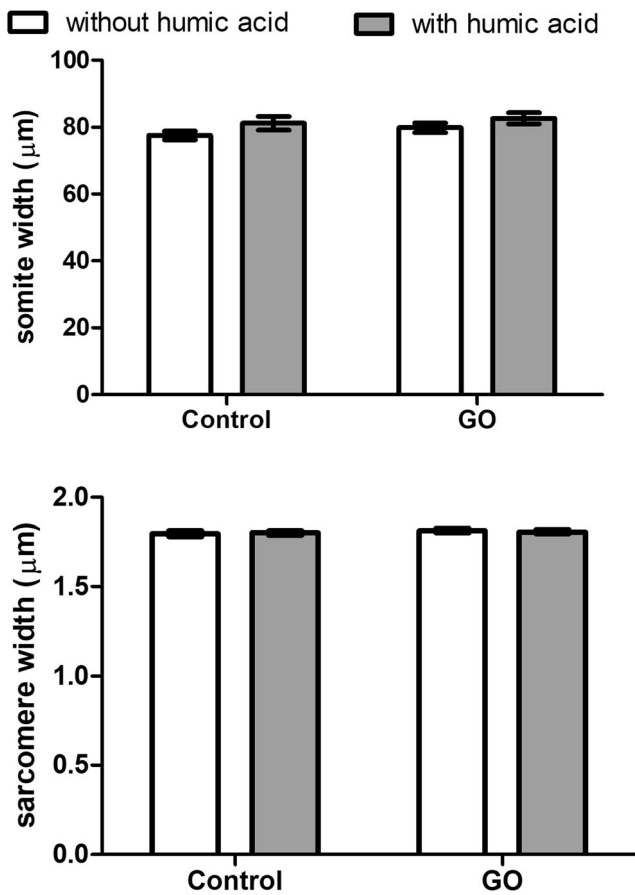 without humic acid
with humic acid
somite width (μm)
100
80
60
40
20
0
Control
GO
sarcomere width (μm)
2.0
1.5
1.0
0.5
0.0
Control
GO